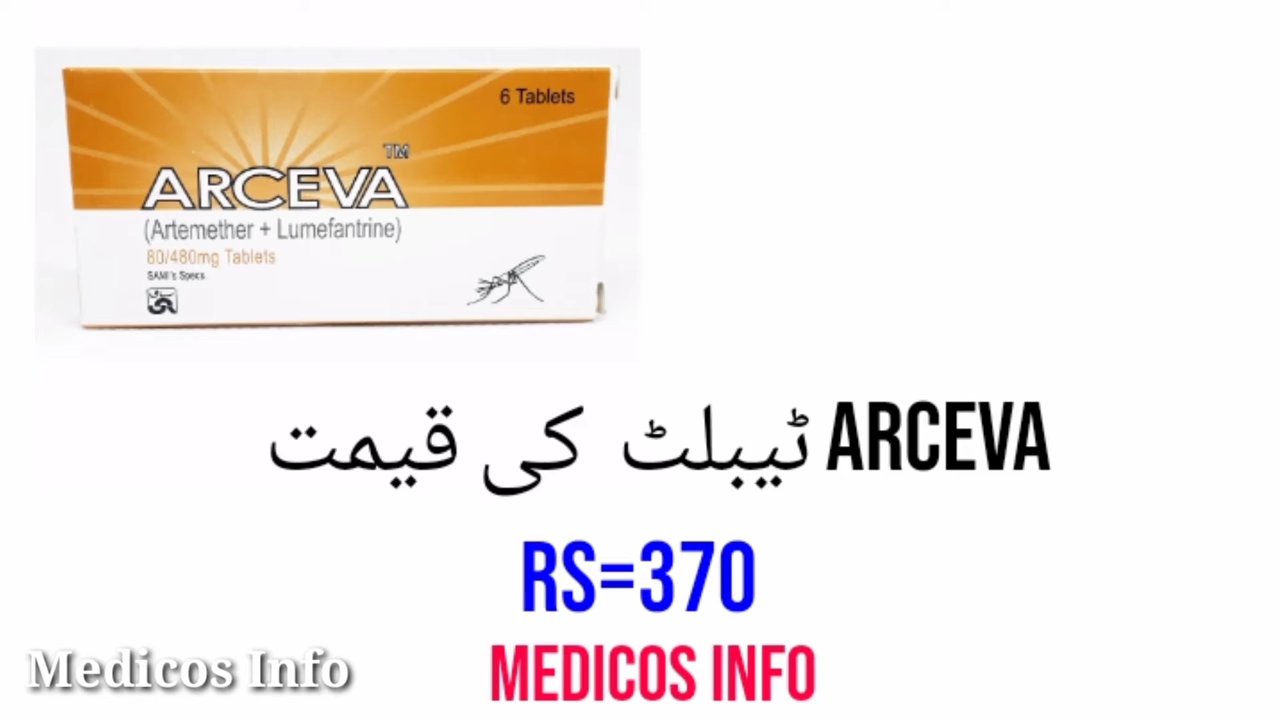 6 Tablets
ARCEVA™
(Artemether + Lumefantrine)
80/480mg Tablets
SAMI's Specs
ARCEVA ٹیبلٹ کی قیمت
RS=370
Medicos Info
MEDICOS INFO